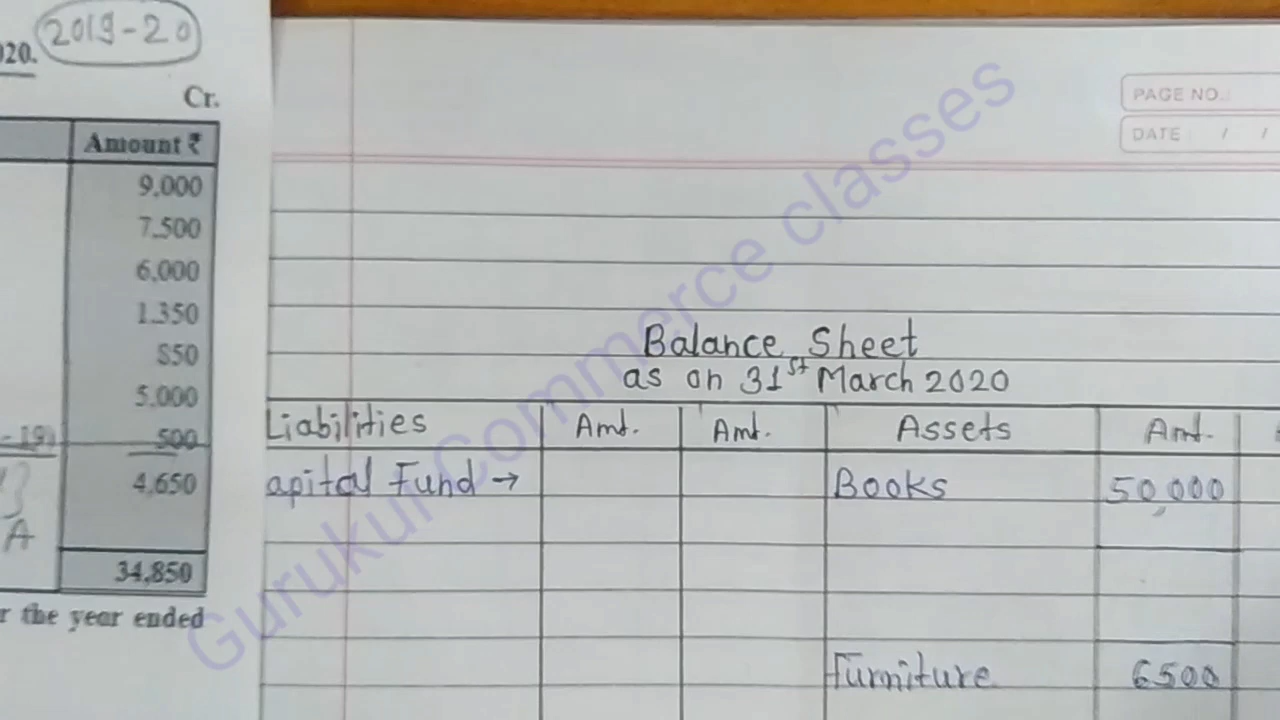 020. 2019-20
Cr.
Amount ₹
9,000
7,500
6,000
1,350
850
5,000
-19) 500
4,650
A
34,850
r the year ended
PAGE NO.:
DATE : / /
Balance Sheet
as on 31st March 2020
Liabilities Amt. Amt. Assets Amt.
apital Fund → Books 50,000
Furniture 6500
Gurukul Commerce classes